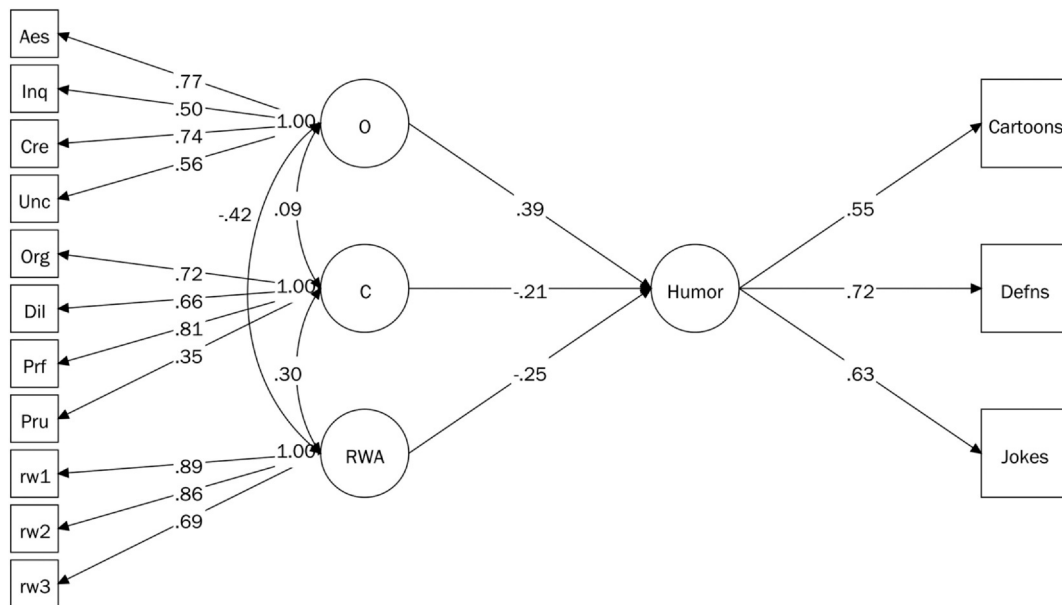 Aes
Inq
Cre
Unc
Org
Dil
Prf
Pru
rw1
rw2
rw3
.77
.50
.74
.56
.72
.66
.81
.35
.89
.86
.69
1.00
1.00
1.00
-.42
.09
.30
O
C
RWA
.39
-.21
-.25
Humor
.55
.72
.63
Cartoons
Defns
Jokes